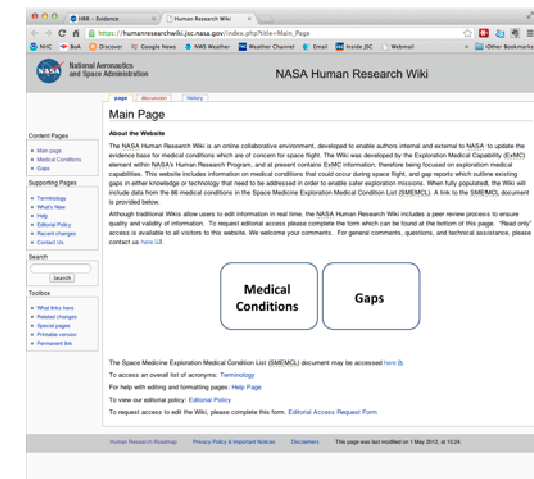 HRR – Evidence
Human Research Wiki
https://humanresearchwiki.jsc.nasa.gov/index.php?title=Main_Page
NHC BoA Discover Google News NWS Weather Weather Channel Email Inside JSC Webmail Other Bookmarks
National Aeronautics
and Space Administration
NASA
NASA Human Research Wiki
page discussion history
Main Page
About the Website
The NASA Human Research Wiki is an online collaborative environment, developed to enable authors internal and external to NASA to update the
evidence base for medical conditions which are of concern for space flight. The Wiki was developed by the Exploration Medical Capability (ExMC)
element within NASA's Human Research Program, and at present contains ExMC information, therefore being focused on exploration medical
capabilities. This website includes information on medical conditions that could occur during space flight, and gap reports which outline existing
gaps in either knowledge or technology that need to be addressed in order to enable safer exploration missions. When fully populated, the Wiki will
include data from the 86 medical conditions in the Space Medicine Exploration Medical Condition List (SMEMCL). A link to the SMEMCL document
is provided below.
Although traditional Wikis allow users to edit information in real time, the NASA Human Research Wiki includes a peer review process to ensure
quality and validity of information. To request editorial access please complete the form which can be found at the bottom of this page. "Read only"
access is available to all visitors to this website. We welcome your comments. For general comments, questions, and technical assistance, please
contact us here
Content Pages
Main page
Medical Conditions
Gaps
Supporting Pages
Terminology
What's New
Help
Editorial Policy
Recent changes
Contact Us
Search
Search
Toolbox
What links here
Related changes
Special pages
Printable version
Permanent link
Medical
Conditions
Gaps
The Space Medicine Exploration Medical Condition List (SMEMCL) document may be accessed here
To access an overall list of acronyms: Terminology
For help with editing and formatting pages: Help Page
To view our editorial policy: Editorial Policy
To request access to edit the Wiki, please complete this form. Editorial Access Request Form
Human Research Roadmap Privacy Policy & Important Notices Disclaimers This page was last modified on 1 May 2013, at 15:24.